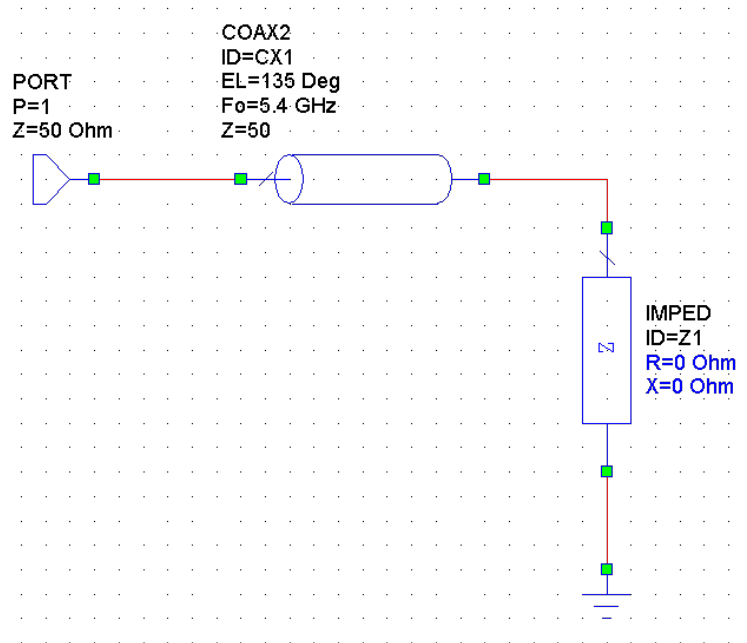 COAX2
ID=CX1
EL=135 Deg
Fo=5.4 GHz
Z=50
PORT
P=1
Z=50 Ohm
IMPED
ID=Z1
R=0 Ohm
X=0 Ohm
Z